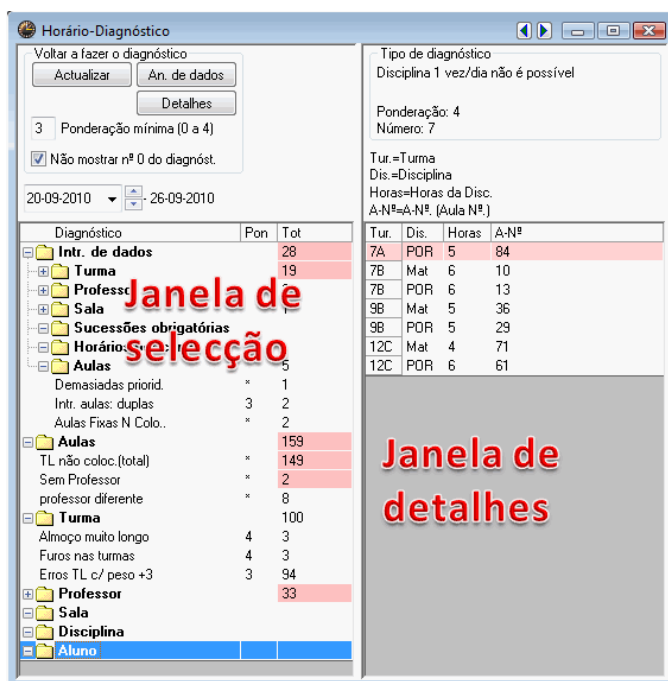 Horário-Diagnóstico
Voltar a fazer o diagnóstico
Actualizar
An. de dados
Detalhes
3 Ponderação mínima (0 a 4)
Não mostrar nº 0 do diagnóst.
20-09-2010 - 26-09-2010
Diagnóstico Pon Tot
Intr. de dados 28
Turma 19
Professor
Sala 1
Sucessões obrigatórias
Aulas 5
Demasiadas priorid. * 1
Intr. aulas: duplas 3 2
Aulas Fixas N Colo.. * 2
Aulas 159
TL não coloc.(total) * 149
Sem Professor * 2
professor diferente * 8
Turma 100
Almoço muito longo 4 3
Furos nas turmas 4 3
Erros TL c/ peso +3 3 94
Professor 33
Sala
Disciplina
Aluno
Janela de
selecção
Tipo de diagnóstico
Disciplina 1 vez/dia não é possível
Ponderação: 4
Número: 7
Tur.=Turma
Dis.=Disciplina
Horas=Horas da Disc.
A-Nº=A-Nº. (Aula Nº.)
Tur. Dis. Horas A-Nº
7A POR 5 84
7B Mat 6 10
7B POR 6 13
9B Mat 5 36
9B POR 5 29
12C Mat 4 71
12C POR 6 61
Janela de
detalhes